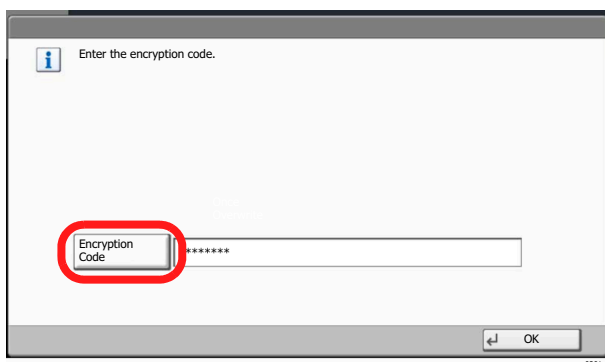 Enter the encryption code.
Encryption
Code
*******
OK